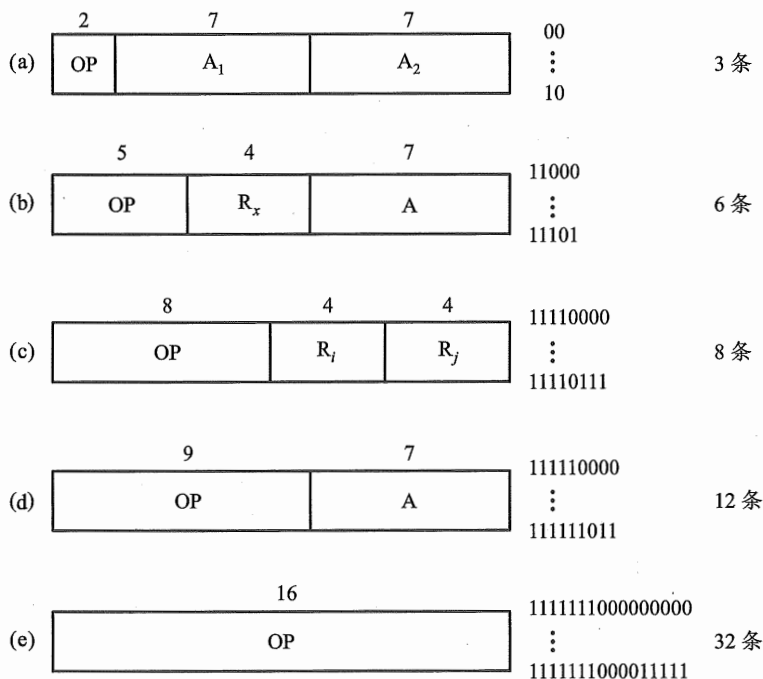 2 7 7
(a) OP A₁ A₂ 00 ⋮ 10 3 条
5 4 7
(b) OP Rₓ A 11000 ⋮ 11101 6 条
8 4 4
(c) OP Rᵢ Rⱼ 11110000 ⋮ 11110111 8 条
9 7
(d) OP A 111110000 ⋮ 111111011 12 条
16
(e) OP 1111111000000000 ⋮ 1111111000011111 32 条